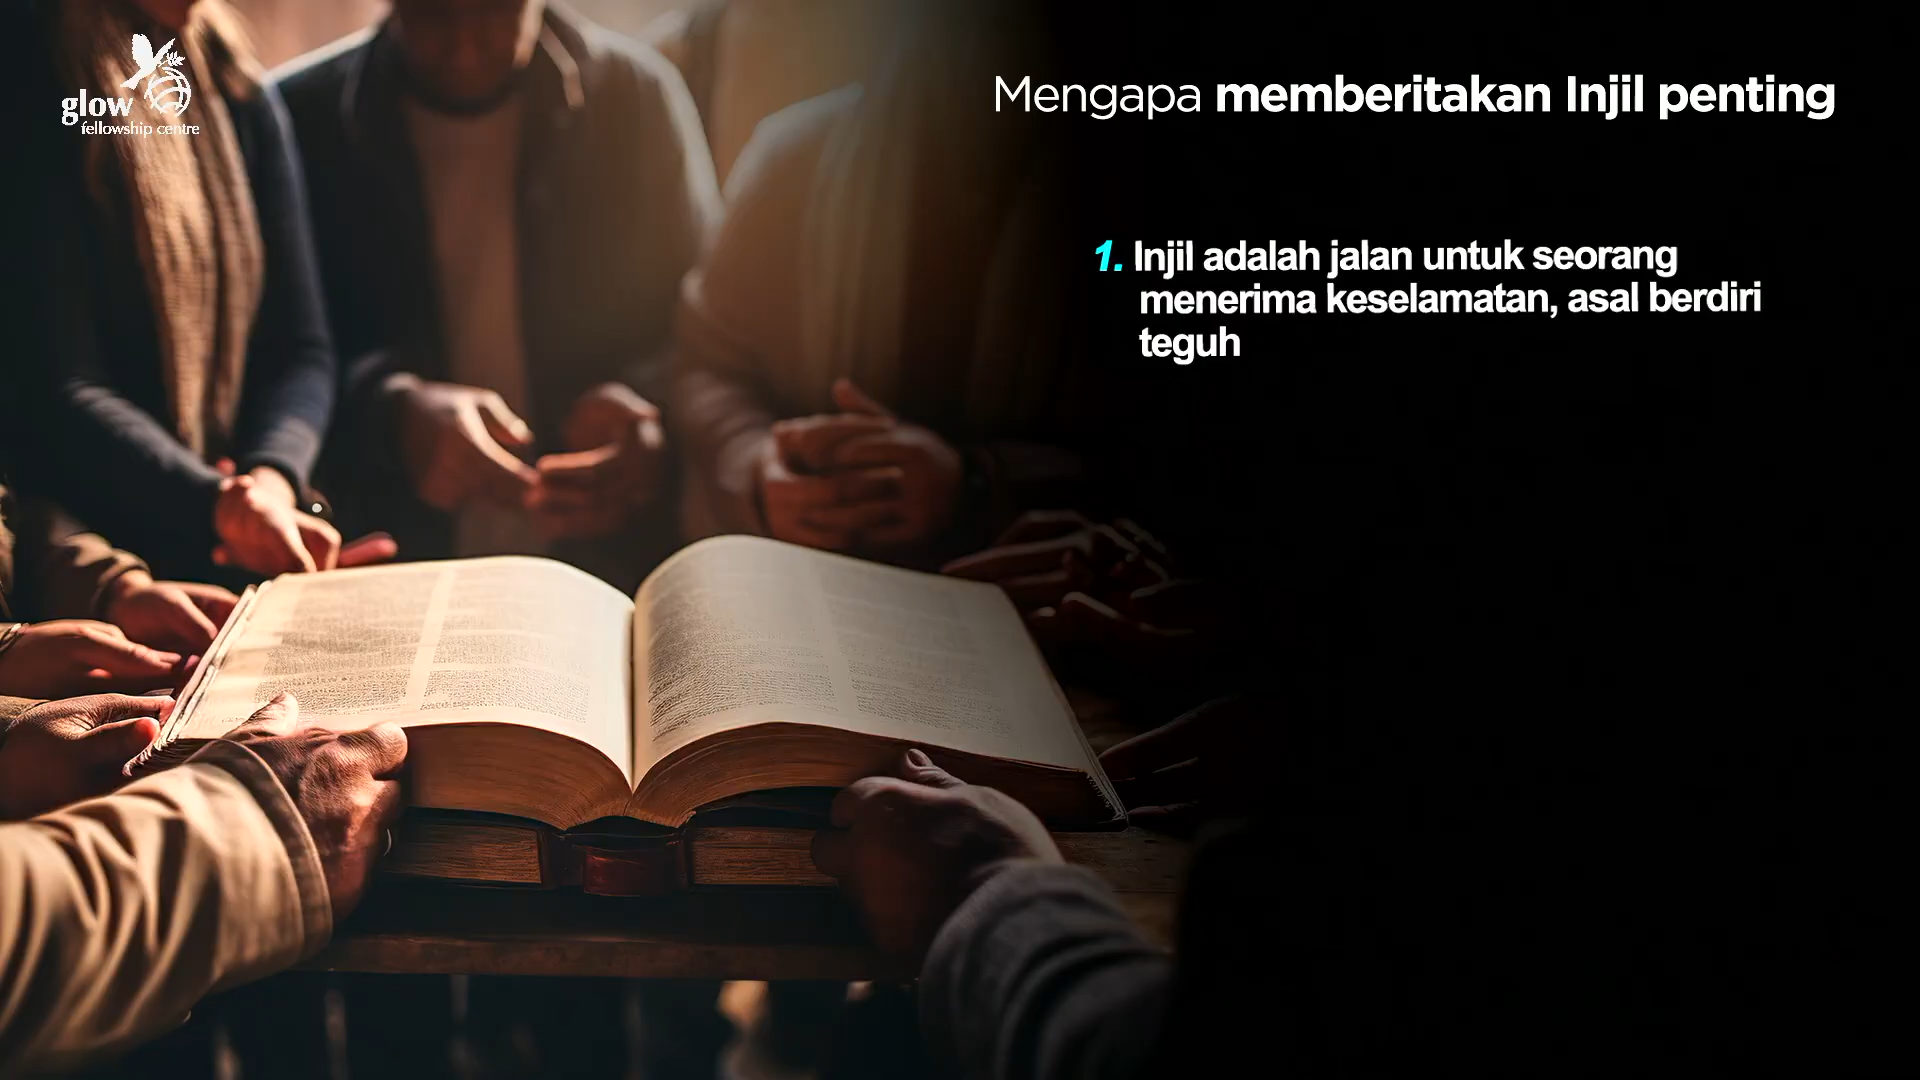 glow
fellowship centre
Mengapa memberitakan Injil penting
1. Injil adalah jalan untuk seorang
menerima keselamatan, asal berdiri
teguh